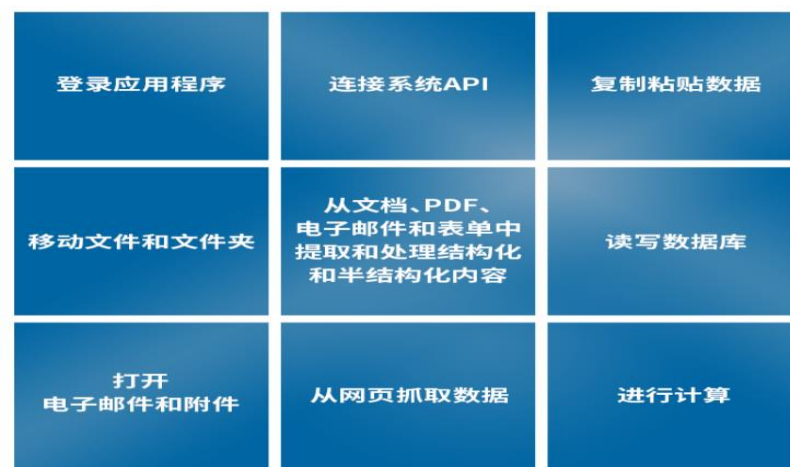 登录应用程序
连接系统API
复制粘贴数据
移动文件和文件夹
从文档、PDF、
电子邮件和表单中
提取和处理结构化
和半结构化内容
读写数据库
打开
电子邮件和附件
从网页抓取数据
进行计算